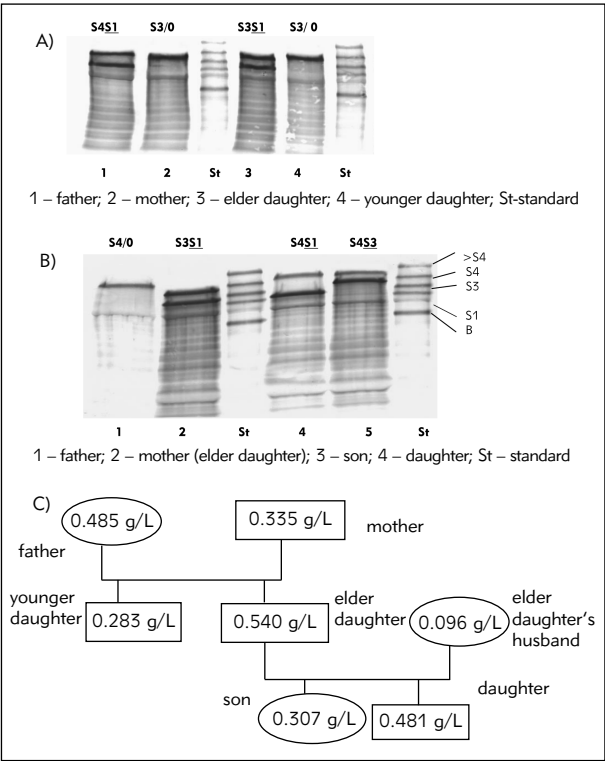 S4S1 S3/0 S3S1 S3/ 0
A)
1 2 St 3 4 St
1 – father; 2 – mother; 3 – elder daughter; 4 – younger daughter; St-standard
S4/0 S3S1 S4S1 S4S3
B)
>S4
S4
S3
S1
B
1 2 St 4 5 St
1 – father; 2 – mother (elder daughter); 3 – son; 4 – daughter; St – standard
C)
0.485 g/L
0.335 g/L
mother
father
younger
daughter
0.283 g/L
0.540 g/L
elder
daughter
0.096 g/L
elder
daughter's
husband
son
daughter
0.307 g/L
0.481 g/L